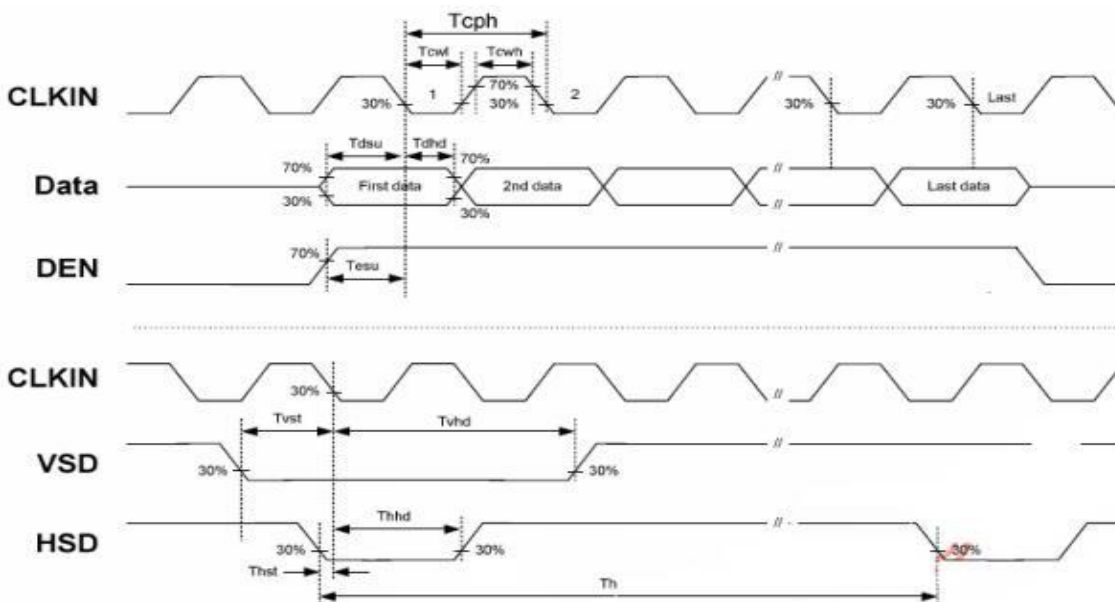 Tcph
Tcwl Tcwh
CLKIN 30% 1 70% 30% 2 // 30% 30% Last
Tdsu Tdhd
70% 70%
Data First data 2nd data // Last data
30% 30%
DEN 70% //
Tesu
CLKIN 30% //
Tvst Tvhd
VSD 30% 30% //
Thhd
HSD 30% 30% // 30%
Thst
Th